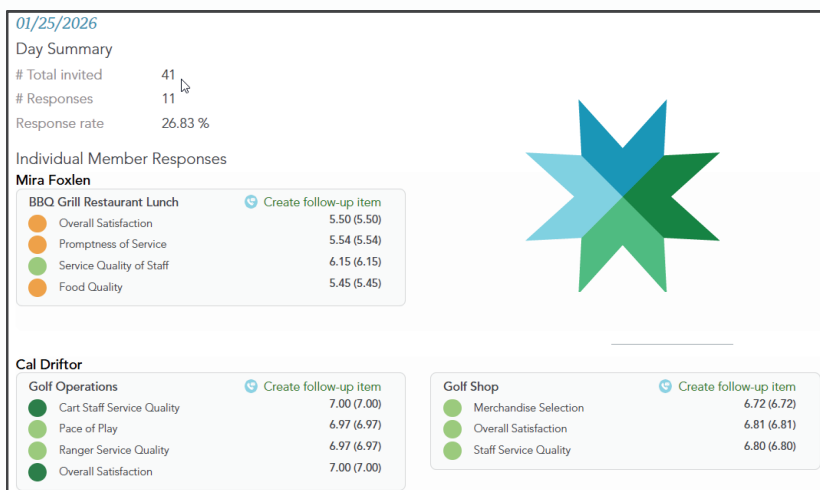 01/25/2026
Day Summary
# Total invited 41
# Responses 11
Response rate 26.83 %
Individual Member Responses
Mira Foxlen
BBQ Grill Restaurant Lunch Create follow-up item
Overall Satisfaction 5.50 (5.50)
Promptness of Service 5.54 (5.54)
Service Quality of Staff 6.15 (6.15)
Food Quality 5.45 (5.45)
Cal Driftor
Golf Operations Create follow-up item
Cart Staff Service Quality 7.00 (7.00)
Pace of Play 6.97 (6.97)
Ranger Service Quality 6.97 (6.97)
Overall Satisfaction 7.00 (7.00)
Golf Shop Create follow-up item
Merchandise Selection 6.72 (6.72)
Overall Satisfaction 6.81 (6.81)
Staff Service Quality 6.80 (6.80)